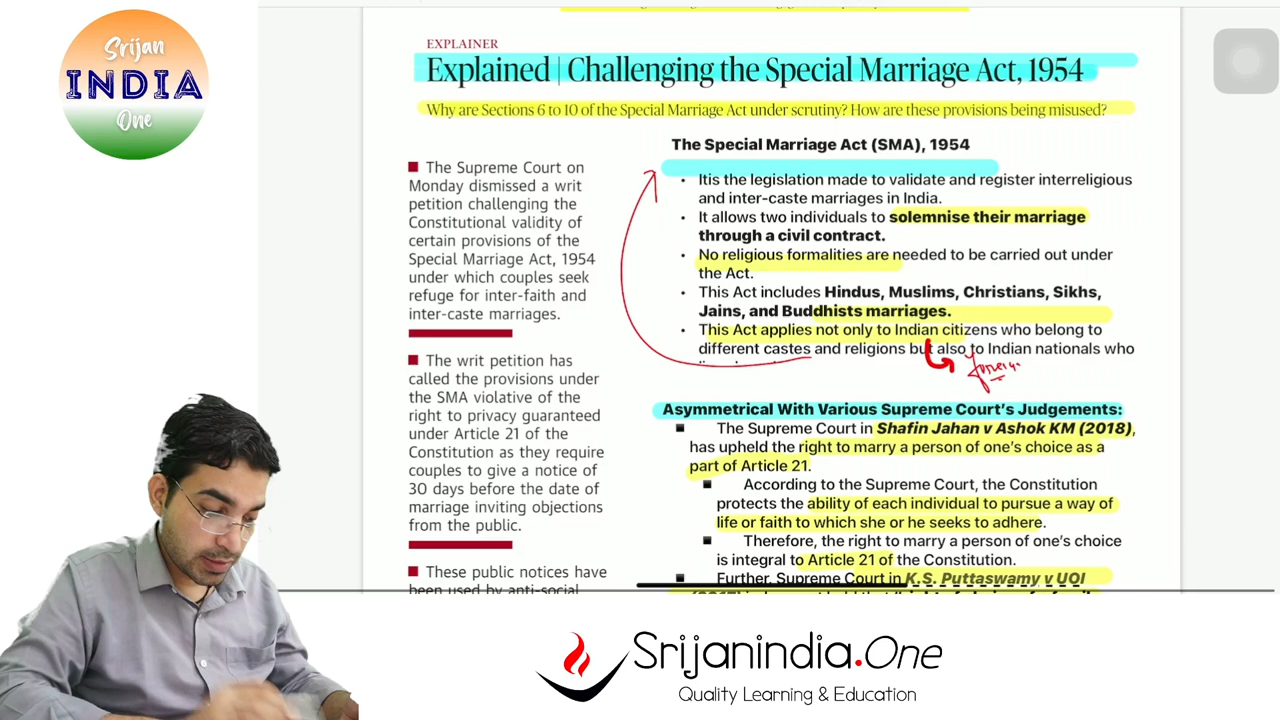 Srijan
INDIA
One
EXPLAINER
Explained | Challenging the Special Marriage Act, 1954
Why are Sections 6 to 10 of the Special Marriage Act under scrutiny? How are these provisions being misused?
The Supreme Court on
Monday dismissed a writ
petition challenging the
Constitutional validity of
certain provisions of the
Special Marriage Act, 1954
under which couples seek
refuge for inter-faith and
inter-caste marriages.
The writ petition has
called the provisions under
the SMA violative of the
right to privacy guaranteed
under Article 21 of the
Constitution as they require
couples to give a notice of
30 days before the date of
marriage inviting objections
from the public.
These public notices have
been used by anti-social
The Special Marriage Act (SMA), 1954
• Itis the legislation made to validate and register interreligious
and inter-caste marriages in India.
• It allows two individuals to solemnise their marriage
through a civil contract.
• No religious formalities are needed to be carried out under
the Act.
• This Act includes Hindus, Muslims, Christians, Sikhs,
Jains, and Buddhists marriages.
• This Act applies not only to Indian citizens who belong to
different castes and religions but also to Indian nationals who
Asymmetrical With Various Supreme Court's Judgements:
The Supreme Court in Shafin Jahan v Ashok KM (2018),
has upheld the right to marry a person of one's choice as a
part of Article 21.
According to the Supreme Court, the Constitution
protects the ability of each individual to pursue a way of
life or faith to which she or he seeks to adhere.
Therefore, the right to marry a person of one's choice
is integral to Article 21 of the Constitution.
Further, Supreme Court in K.S. Puttaswamy v UOI
Srijanindia.One
Quality Learning & Education